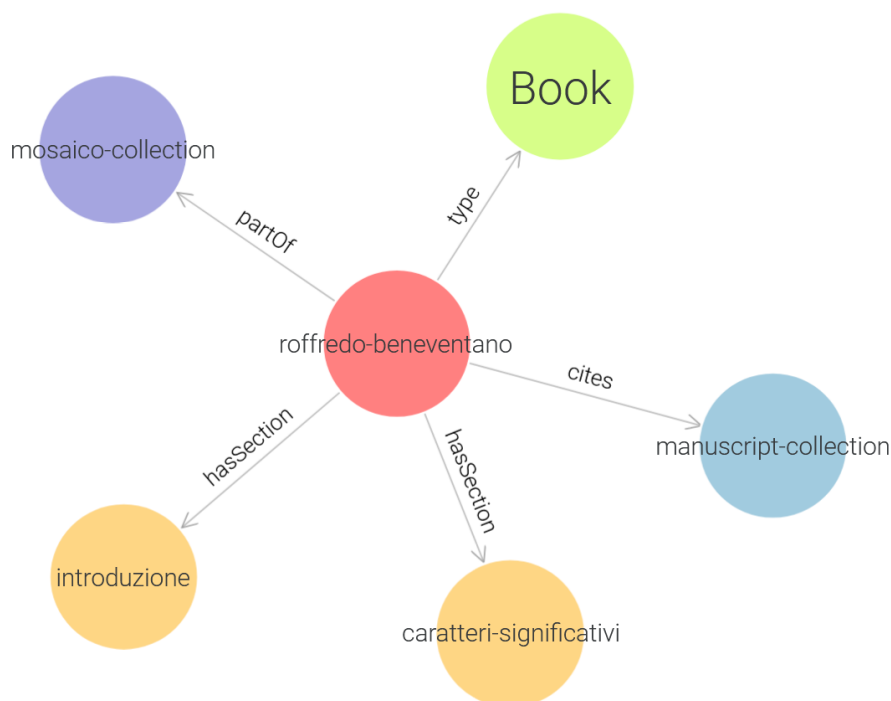 Book
mosaico-collection
type
partOf
roffredo-beneventano
cites
manuscript-collection
hasSection
hasSection
introduzione
caratteri-significativi